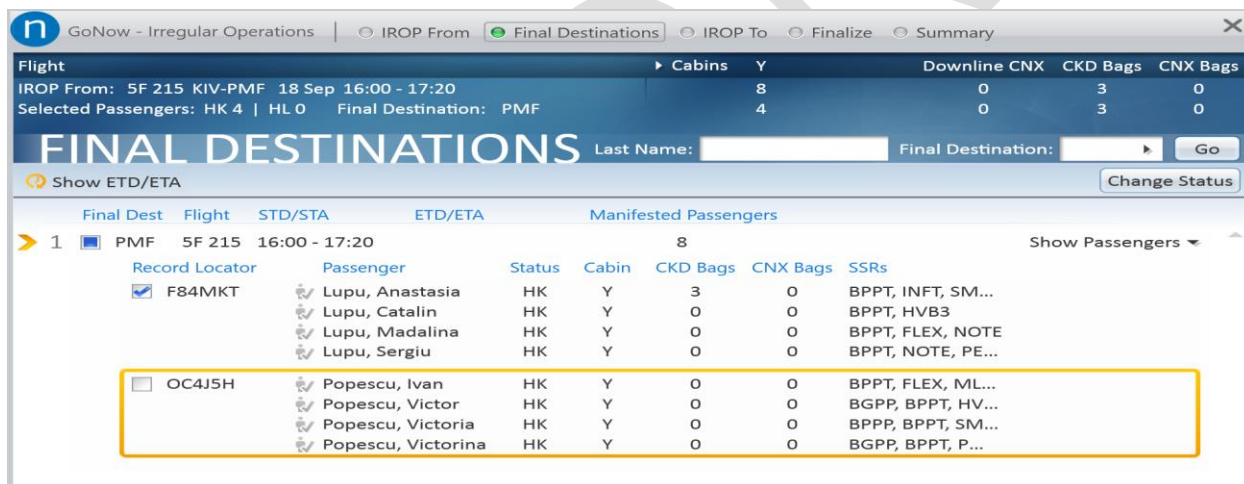 n GoNow - Irregular Operations | IROP From Final Destinations IROP To Finalize Summary X
Flight Cabins Y Downline CNX CKD Bags CNX Bags
IROP From: 5F 215 KIV-PMF 18 Sep 16:00 - 17:20 8 0 3 0
Selected Passengers: HK 4 | HL 0 Final Destination: PMF 4 0 3 0
FINAL DESTINATIONS Last Name: Final Destination: Go
Show ETD/ETA Change Status
Final Dest Flight STD/STA ETD/ETA Manifested Passengers
1 PMF 5F 215 16:00 - 17:20 8 Show Passengers
Record Locator Passenger Status Cabin CKD Bags CNX Bags SSRs
F84MKT Lupu, Anastasia HK Y 3 0 BPPT, INFT, SM...
Lupu, Catalin HK Y 0 0 BPPT, HVB3
Lupu, Madalina HK Y 0 0 BPPT, FLEX, NOTE
Lupu, Sergiu HK Y 0 0 BPPT, NOTE, PE...
OC4J5H Popescu, Ivan HK Y 0 0 BPPT, FLEX, ML...
Popescu, Victor HK Y 0 0 BGPP, BPPT, HV...
Popescu, Victoria HK Y 0 0 BPPP, BPPT, SM...
Popescu, Victorina HK Y 0 0 BGPP, BPPT, P...